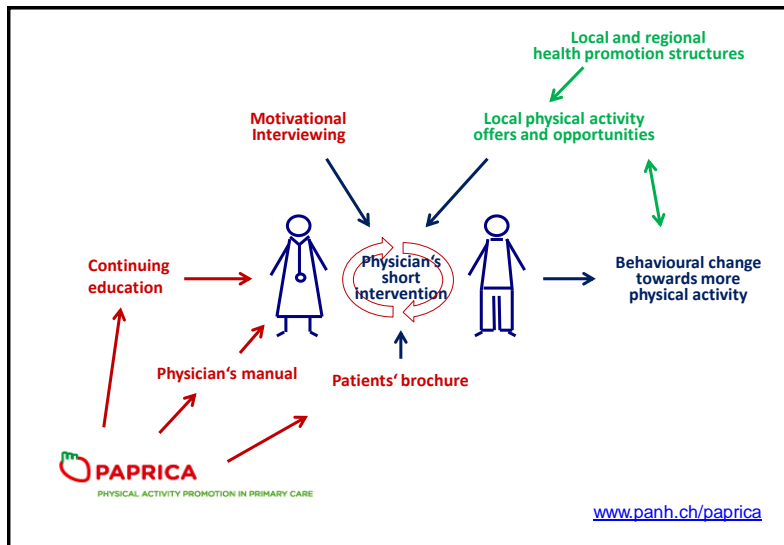 Local and regional
health promotion structures
Motivational
Interviewing
Local physical activity
offers and opportunities
Continuing
education
Physician's
short
intervention
Behavioural change
towards more
physical activity
Physician‘s manual
Patients‘ brochure
PAPRICA
PHYSICAL ACTIVITY PROMOTION IN PRIMARY CARE
www.panh.ch/paprica